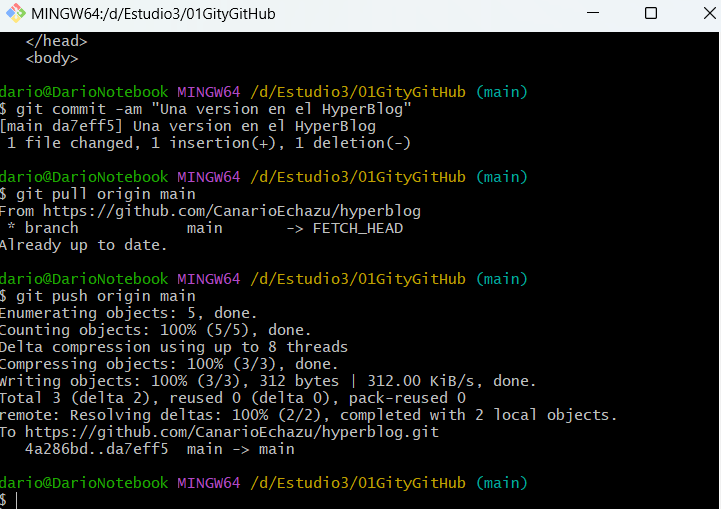 MINGW64:/d/Estudio3/01GityGitHub
</head>
<body>
dario@DarioNotebook MINGW64 /d/Estudio3/01GityGitHub (main)
$ git commit -am "Una version en el HyperBlog"
[main da7eff5] Una version en el HyperBlog
1 file changed, 1 insertion(+), 1 deletion(-)
dario@DarioNotebook MINGW64 /d/Estudio3/01GityGitHub (main)
$ git pull origin main
From https://github.com/CanarioEchazu/hyperblog
* branch            main       -> FETCH_HEAD
Already up to date.
dario@DarioNotebook MINGW64 /d/Estudio3/01GityGitHub (main)
$ git push origin main
Enumerating objects: 5, done.
Counting objects: 100% (5/5), done.
Delta compression using up to 8 threads
Compressing objects: 100% (3/3), done.
Writing objects: 100% (3/3), 312 bytes | 312.00 KiB/s, done.
Total 3 (delta 2), reused 0 (delta 0), pack-reused 0
remote: Resolving deltas: 100% (2/2), completed with 2 local objects.
To https://github.com/CanarioEchazu/hyperblog.git
4a286bd..da7eff5  main -> main
dario@DarioNotebook MINGW64 /d/Estudio3/01GityGitHub (main)
$